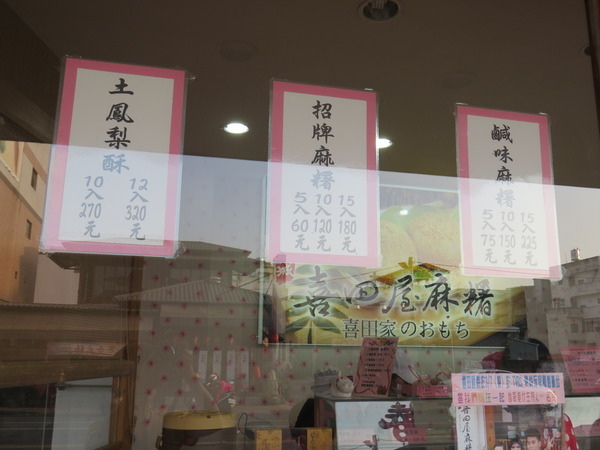 土鳳梨酥
12入320元
10入270元
招牌麻糬
15入180元
10入120元
5入60元
鹹味麻糬
15入225元
10入150元
5入75元
喜田屋麻糬
喜田家のおもち